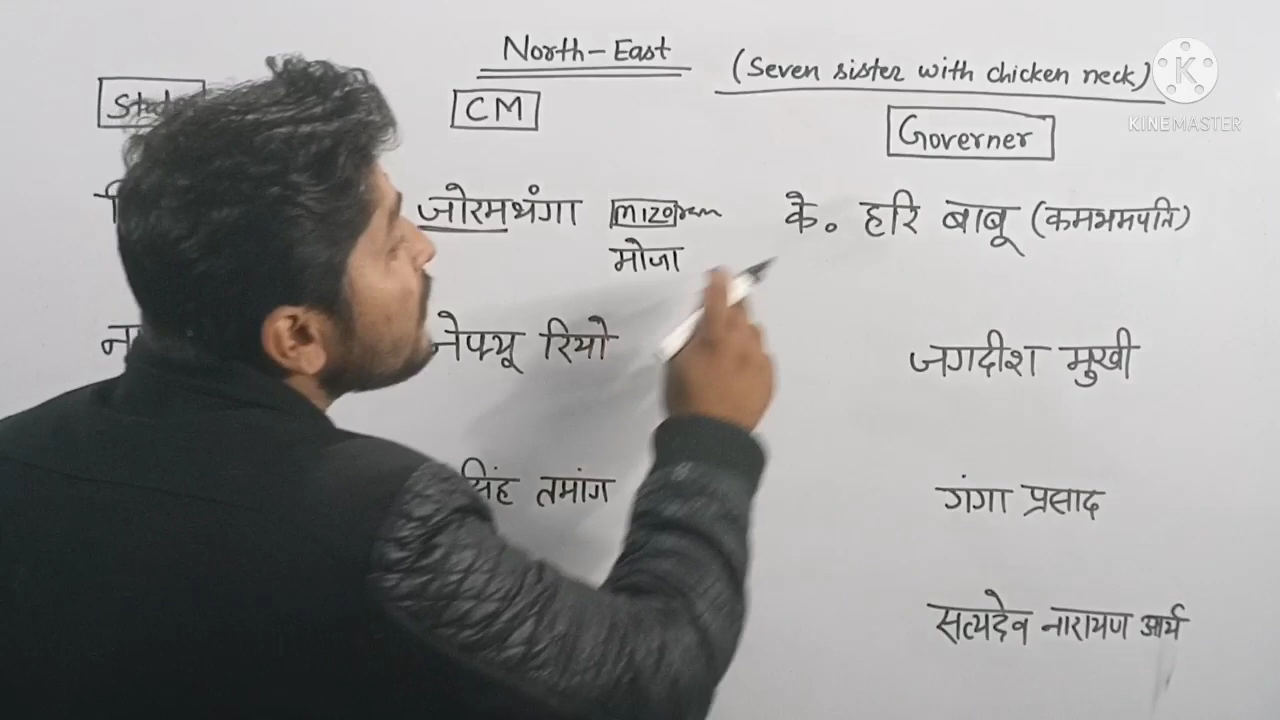 North-East (Seven sister with chicken neck)
CM Governer
जोरमथंगा mizoram के. हरि बाबू (कमभमपति)
मोजा
नेफ्यू रियो जगदीश मुखी
सिंह तमांग गंगा प्रसाद
सत्यदेव नारायण आर्य
KINEMASTER